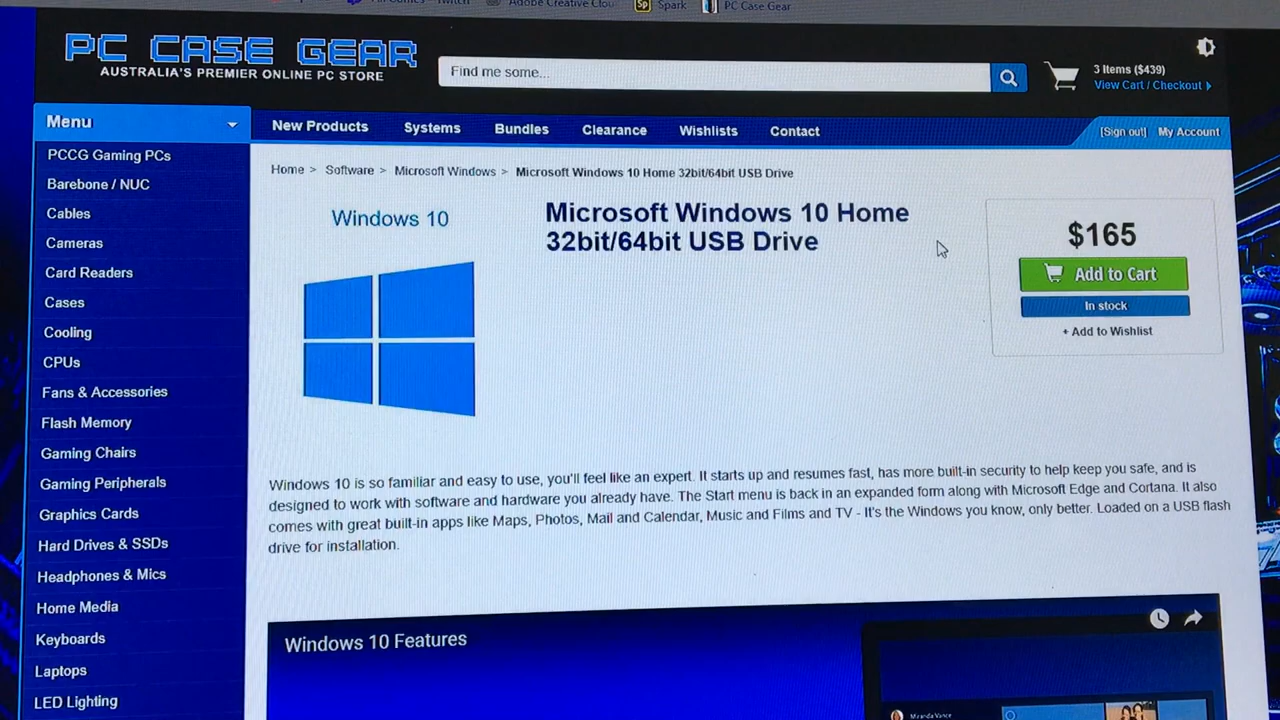 Adobe Creative Clou
Spark
PC Case Gear
PC CASE GEAR
AUSTRALIA'S PREMIER ONLINE PC STORE
Find me some...
3 Items ($439)
View Cart / Checkout
Menu
New Products Systems Bundles Clearance Wishlists Contact
[Sign out] My Account
PCCG Gaming PCs
Barebone / NUC
Cables
Cameras
Card Readers
Cases
Cooling
CPUs
Fans & Accessories
Flash Memory
Gaming Chairs
Gaming Peripherals
Graphics Cards
Hard Drives & SSDs
Headphones & Mics
Home Media
Keyboards
Laptops
LED Lighting
Home > Software > Microsoft Windows > Microsoft Windows 10 Home 32bit/64bit USB Drive
Windows 10
Microsoft Windows 10 Home
32bit/64bit USB Drive
$165
Add to Cart
In stock
+ Add to Wishlist
Windows 10 is so familiar and easy to use, you'll feel like an expert. It starts up and resumes fast, has more built-in security to help keep you safe, and is
designed to work with software and hardware you already have. The Start menu is back in an expanded form along with Microsoft Edge and Cortana. It also
comes with great built-in apps like Maps, Photos, Mail and Calendar, Music and Films and TV - It's the Windows you know, only better. Loaded on a USB flash
drive for installation.
Windows 10 Features